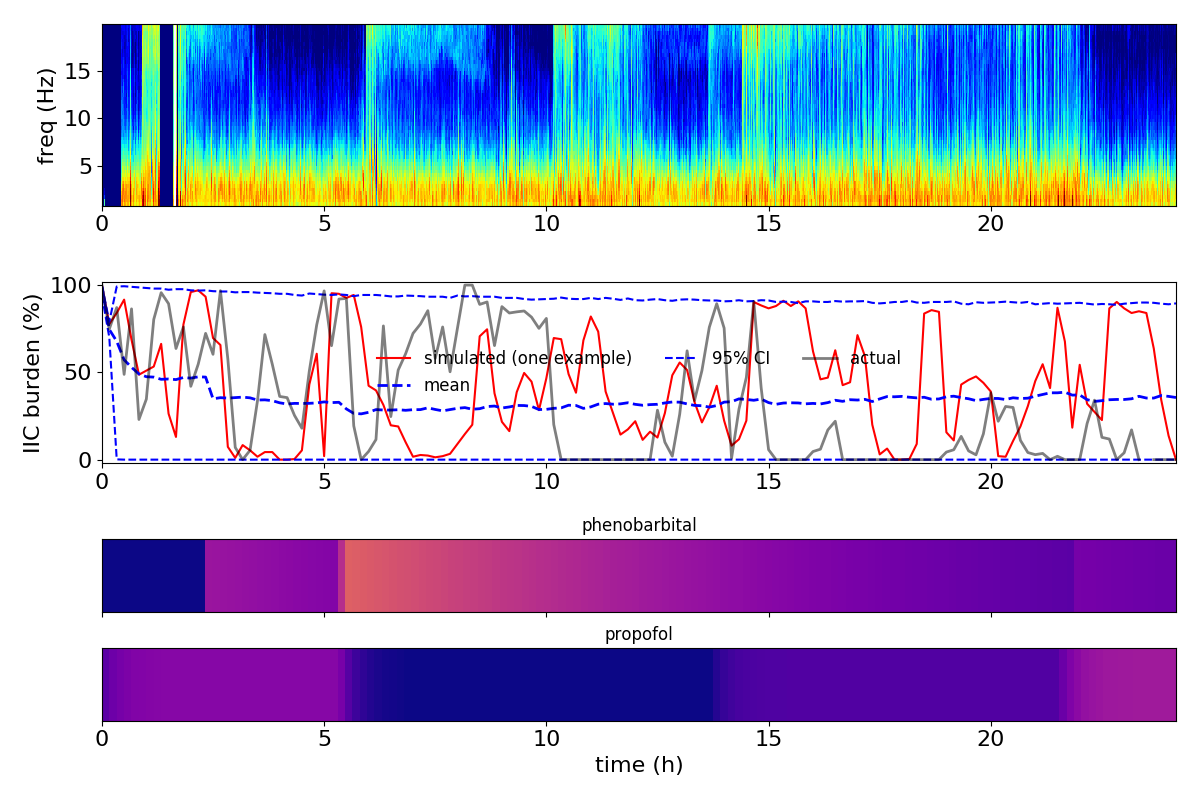 freq (Hz)
15
10
5
0 5 10 15 20
IIC burden (%)
100
50
0
simulated (one example) 95% CI actual
mean
0 5 10 15 20
phenobarbital
propofol
0 5 10 15 20
time (h)